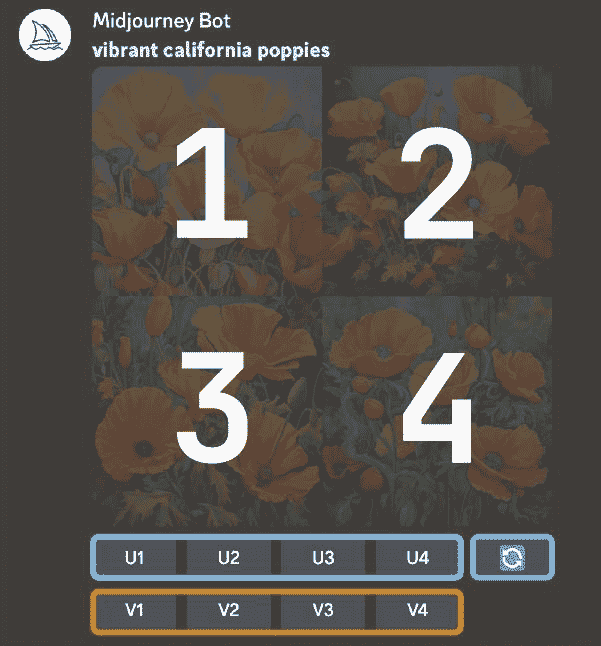 Midjourney Bot
vibrant california poppies
1 2
3 4
U1 U2 U3 U4
V1 V2 V3 V4